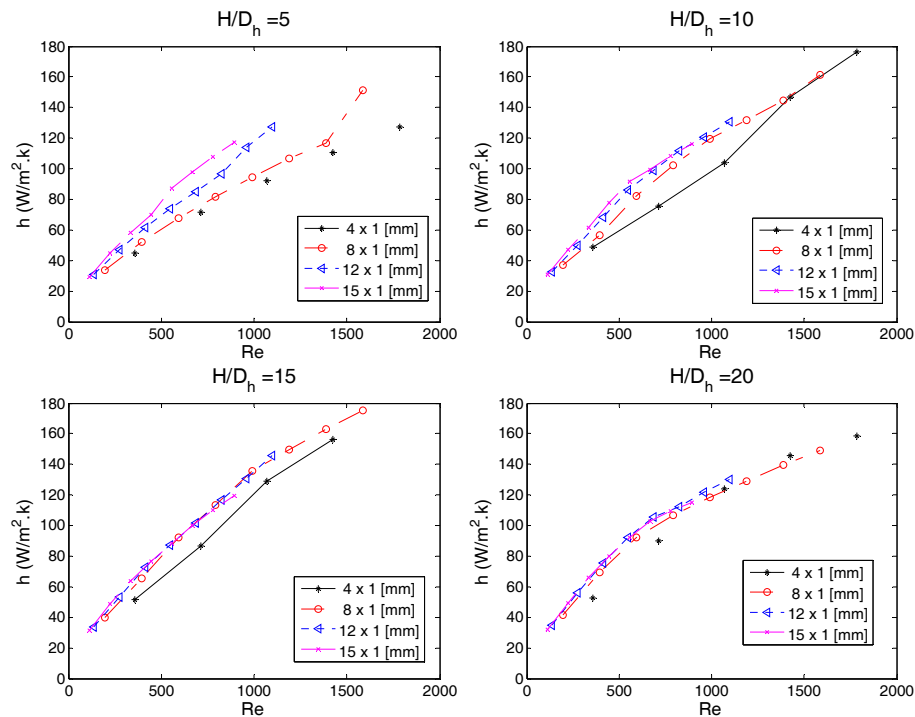 H/D_h =5
180
160
140
120
100
80
60
40
20
0
h (W/m².k)
0 500 1000 1500 2000
Re
4 x 1 [mm]
8 x 1 [mm]
12 x 1 [mm]
15 x 1 [mm]
H/D_h =10
180
160
140
120
100
80
60
40
20
0
h (W/m².k)
0 500 1000 1500 2000
Re
4 x 1 [mm]
8 x 1 [mm]
12 x 1 [mm]
15 x 1 [mm]
H/D_h =15
180
160
140
120
100
80
60
40
20
0
h (W/m².k)
0 500 1000 1500 2000
Re
4 x 1 [mm]
8 x 1 [mm]
12 x 1 [mm]
15 x 1 [mm]
H/D_h =20
180
160
140
120
100
80
60
40
20
0
h (W/m².k)
0 500 1000 1500 2000
Re
4 x 1 [mm]
8 x 1 [mm]
12 x 1 [mm]
15 x 1 [mm]